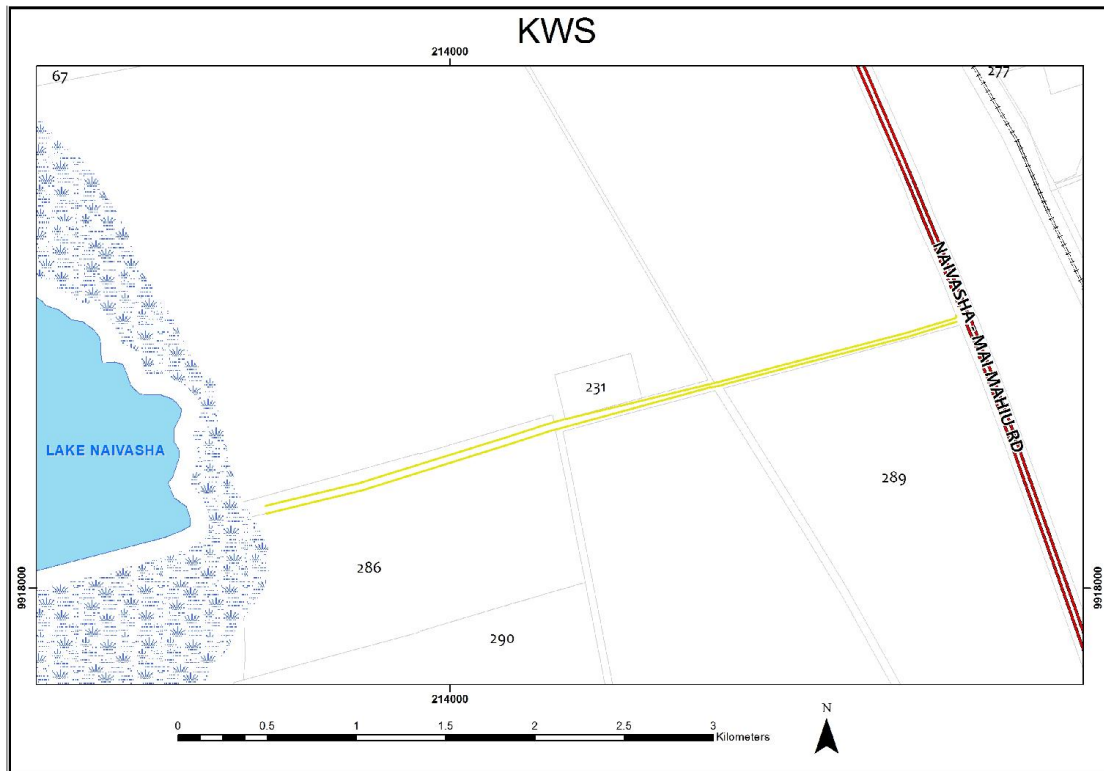 KWS
214000
67
277
NAIVASHA - MAI MAHIU RD
231
LAKE NAIVASHA
289
286
9918000
9918000
290
214000
N
0 0.5 1 1.5 2 2.5 3
Kilometers